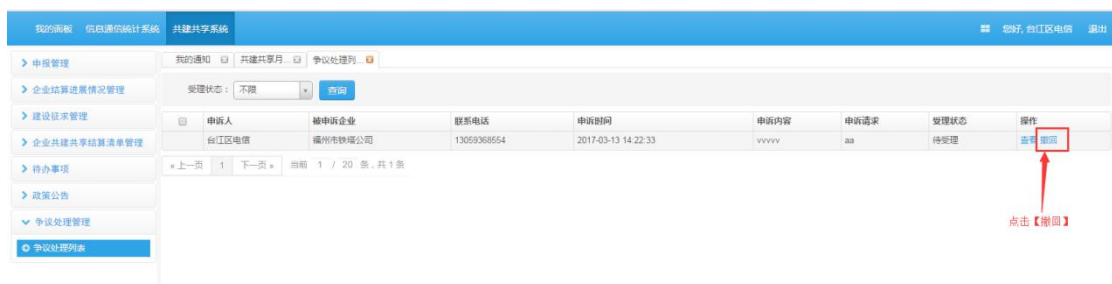 我的面板 信息通信统计系统 共建共享系统 您好, 台江区电信 退出
申报管理
企业结算进展情况管理
建设征求管理
企业共建共享结算清单管理
待办事项
政策公告
争议处理管理
争议处理列表
我的通知 共建共享月... 争议处理列...
受理状态： 不限 查询
申诉人 被申诉企业 联系电话 申诉时间 申诉内容 申诉请求 受理状态 操作
台江区电信 福州市铁塔公司 13059368554 2017-03-13 14:22:33 vvvvv aa 待受理 查看 撤回
« 上一页 1 下一页 » 当前 1 / 20 条, 共 1 条
点击【撤回】